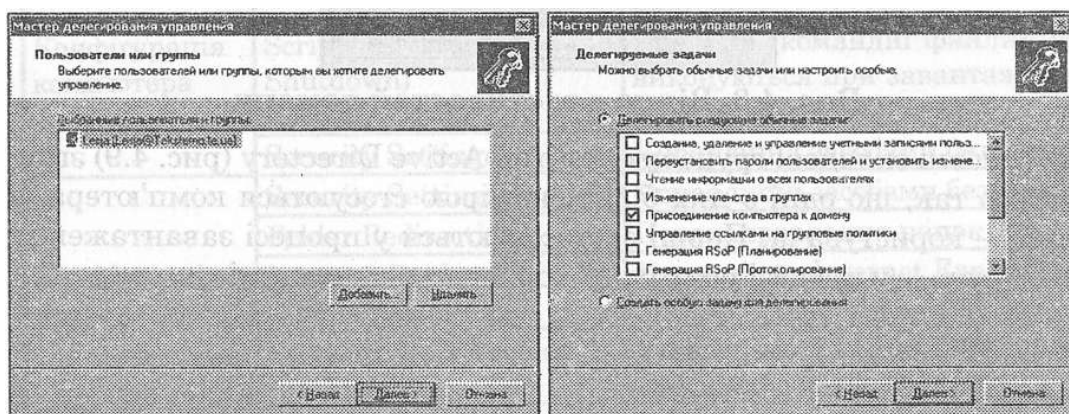 Мастер делегирования управления
Пользователи или группы
Выберите пользователей или группы, которым вы хотите делегировать
управление.
Выбранные пользователи и группы:
Добавить... Удалить
< Назад Далее > Отмена
Мастер делегирования управления
Делегируемые задачи
Можно выбрать обычные задачи или настроить особые.
Делегировать следующие обычные задачи:
Создание, удаление и управление учетными записями польз...
Переустановить пароли пользователей и установить измене...
Чтение информации о всех пользователях
Изменение членства в группах
Присоединение компьютера к домену
Управление ссылками на групповые политики
Генерация RSoP (Планирование)
Генерация RSoP (Протоколирование)
Создать особую задачу для делегирования
< Назад Далее > Отмена